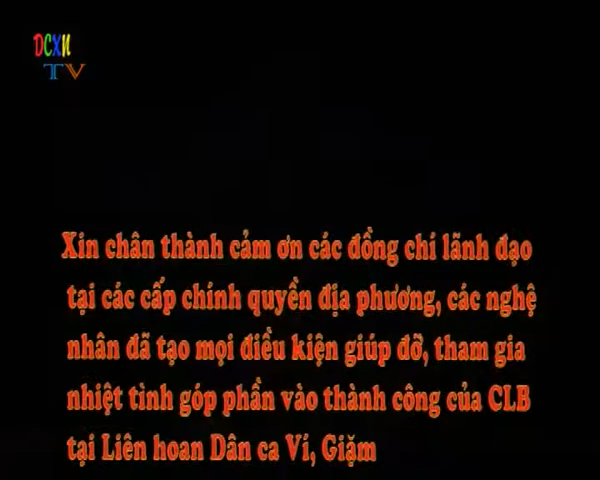 DCXN
TV
Xin chân thành cảm ơn các đồng chí lãnh đạo
tại các cấp chính quyền địa phương, các nghệ
nhân đã tạo mọi điều kiện giúp đỡ, tham gia
nhiệt tình góp phần vào thành công của CLB
tại Liên hoan Dân ca Ví, Giặm